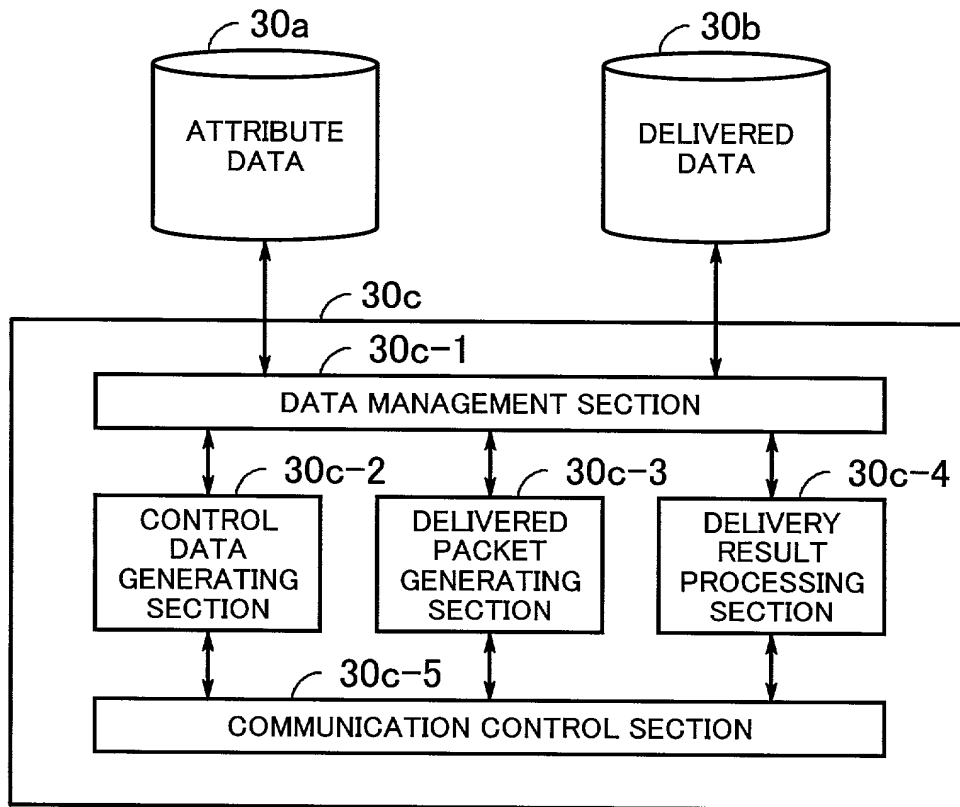 30a
30b
ATTRIBUTE
DATA
DELIVERED
DATA
30c
30c-1
DATA MANAGEMENT SECTION
30c-2
30c-3
30c-4
CONTROL
DATA
GENERATING
SECTION
DELIVERED
PACKET
GENERATING
SECTION
DELIVERY
RESULT
PROCESSING
SECTION
30c-5
COMMUNICATION CONTROL SECTION